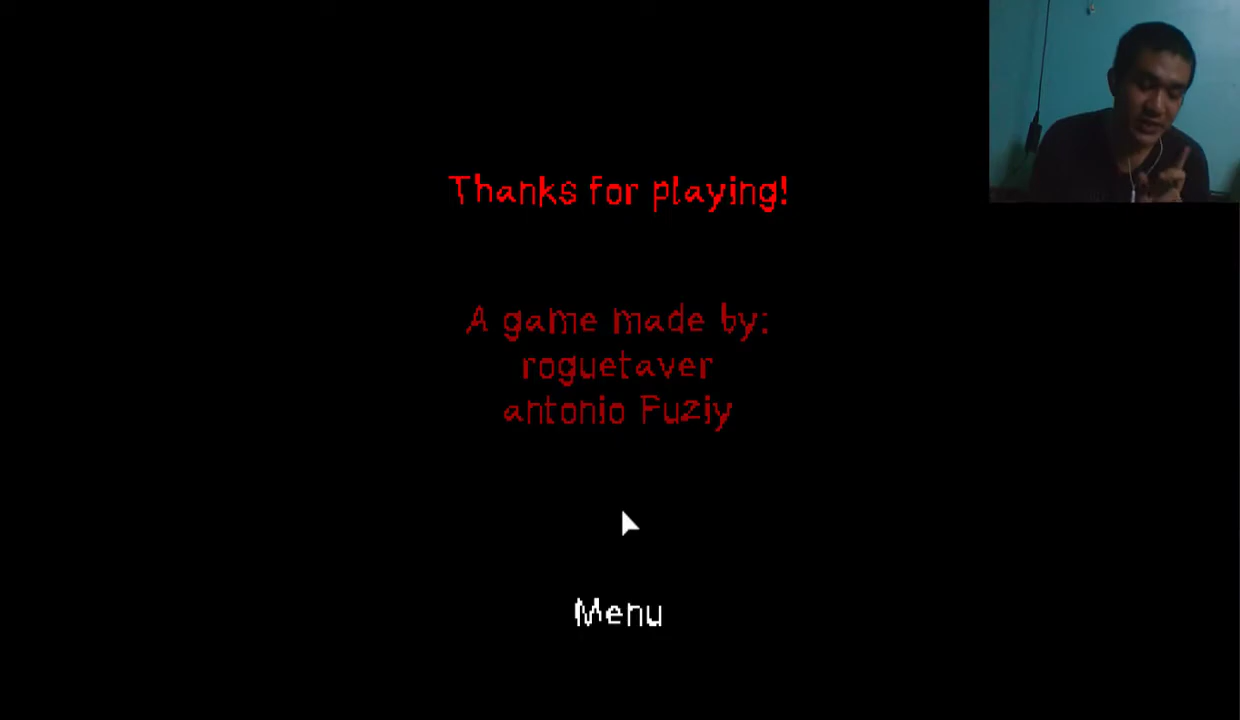 Thanks for playing!
A game made by:
roguetaver
antonio Fuziy
Menu